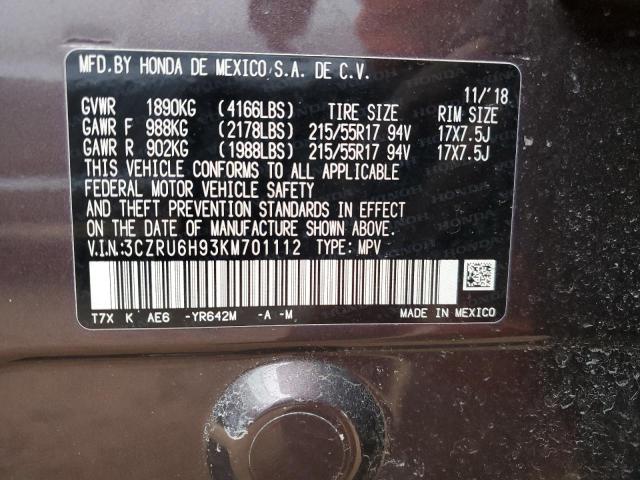 MFD. BY HONDA DE MEXICO, S.A. DE C.V.
11/'18
GVWR 1890KG (4166LBS) TIRE SIZE RIM SIZE
GAWR F 988KG (2178LBS) 215/55R17 94V 17X7.5J
GAWR R 902KG (1988LBS) 215/55R17 94V 17X7.5J
THIS VEHICLE CONFORMS TO ALL APPLICABLE
FEDERAL MOTOR VEHICLE SAFETY
AND THEFT PREVENTION STANDARDS IN EFFECT
ON THE DATE OF MANUFACTURE SHOWN ABOVE.
V.I.N.:3CZRU6H93KM701112 TYPE: MPV
T7X K AE6 -YR642M -A -M MADE IN MEXICO